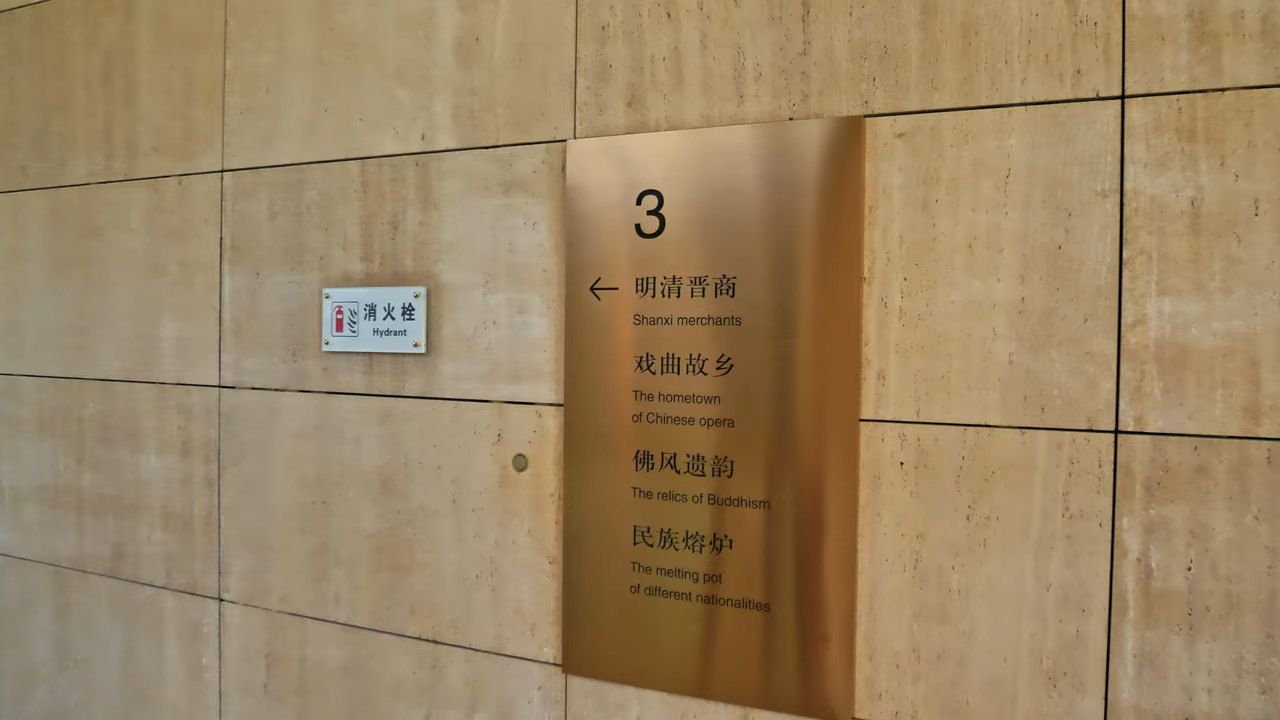 消火栓
Hydrant
3
← 明清晋商
Shanxi merchants
戏曲故乡
The hometown
of Chinese opera
佛风遗韵
The relics of Buddhism
民族熔炉
The melting pot
of different nationalities